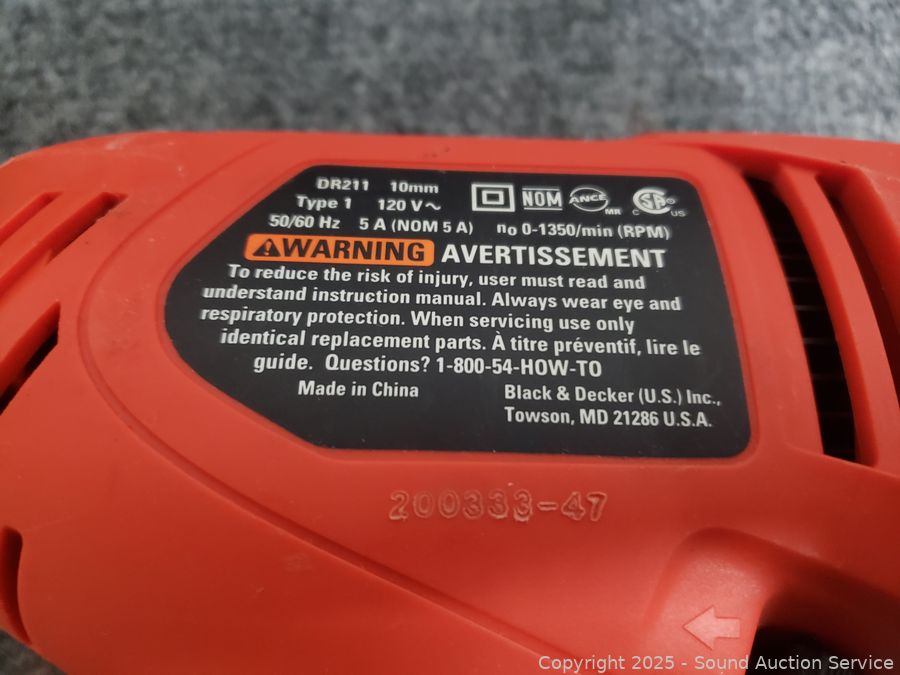 DR211 10mm
Type 1 120 V~
50/60 Hz 5 A (NOM 5 A)
NOM ANCE MR C SA US
no 0-1350/min (RPM)
WARNING AVERTISSEMENT
To reduce the risk of injury, user must read and
understand instruction manual. Always wear eye and
respiratory protection. When servicing use only
identical replacement parts. À titre préventif, lire le
guide. Questions? 1-800-54-HOW-TO
Made in China
Black & Decker (U.S.) Inc.,
Towson, MD 21286 U.S.A.
200333-47
Copyright 2025 - Sound Auction Service